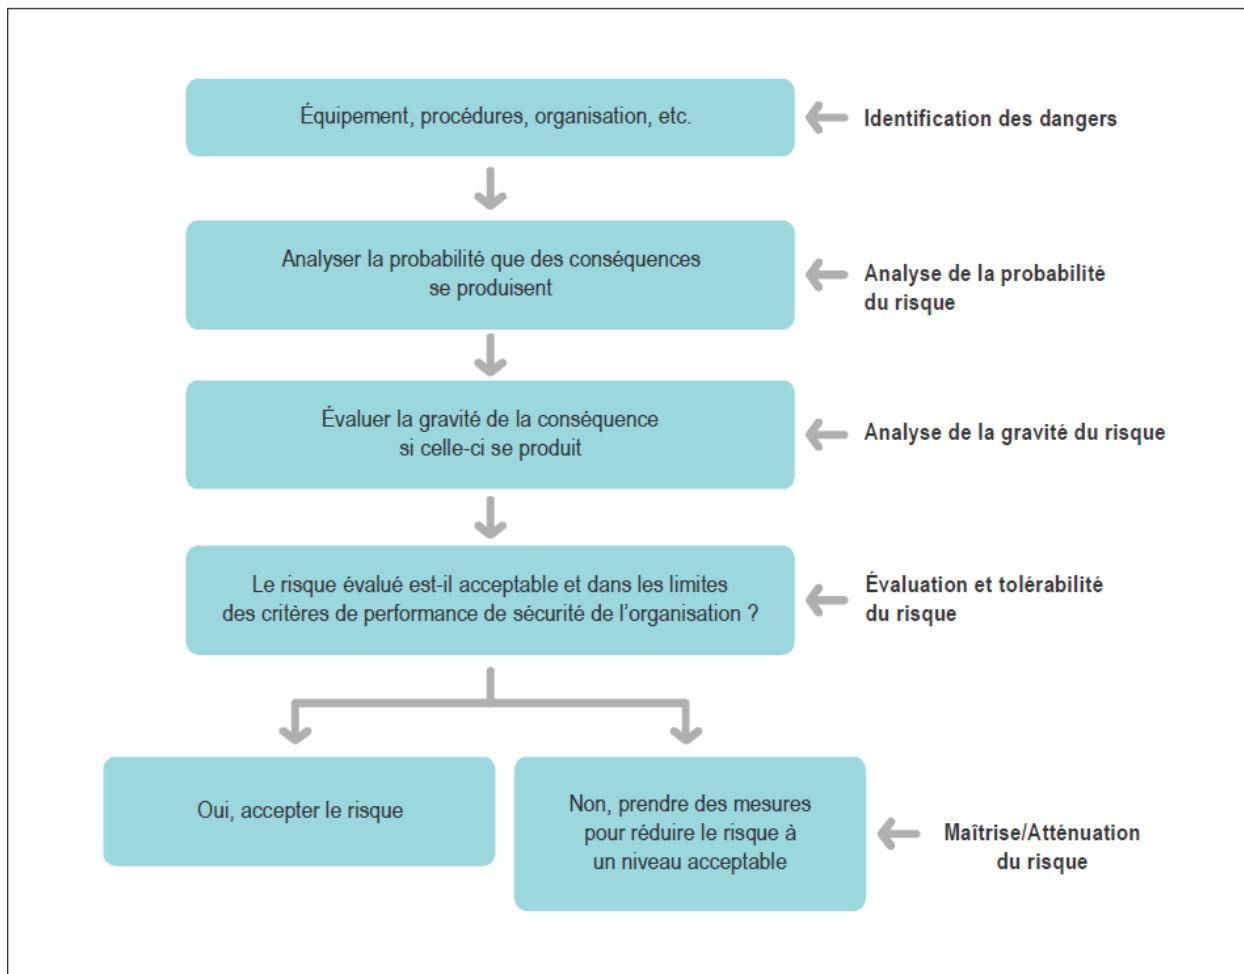 Équipement, procédures, organisation, etc.
Identification des dangers
Analyser la probabilité que des conséquences
se produisent
Analyse de la probabilité
du risque
Évaluer la gravité de la conséquence
si celle-ci se produit
Analyse de la gravité du risque
Le risque évalué est-il acceptable et dans les limites
des critères de performance de sécurité de l’organisation ?
Évaluation et tolérabilité
du risque
Oui, accepter le risque
Non, prendre des mesures
pour réduire le risque à
un niveau acceptable
Maîtrise/Atténuation
du risque